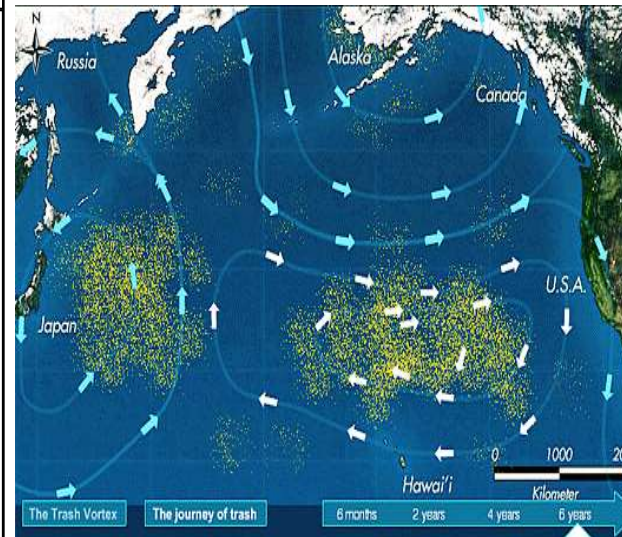 N
Russia
Alaska
Canada
U.S.A.
Japan
Hawai'i
0 1000 20
Kilometer
The Trash Vortex
The journey of trash
6 months 2 years 4 years 6 years